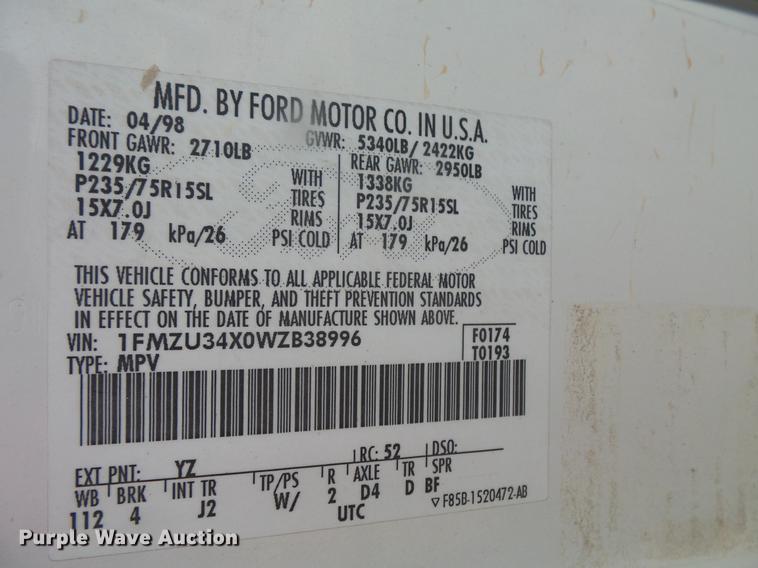 MFD. BY FORD MOTOR CO. IN U.S.A.
DATE: 04/98 GVWR: 5340LB/ 2422KG
FRONT GAWR: 2710LB REAR GAWR: 2950LB
1229KG WITH 1338KG WITH
P235/75R15SL TIRES P235/75R15SL TIRES
15X7.0J RIMS 15X7.0J RIMS
AT 179 kPa/26 PSI COLD AT 179 kPa/26 PSI COLD
THIS VEHICLE CONFORMS TO ALL APPLICABLE FEDERAL MOTOR
VEHICLE SAFETY, BUMPER, AND THEFT PREVENTION STANDARDS
IN EFFECT ON THE DATE OF MANUFACTURE SHOWN ABOVE.
VIN: 1FMZU34X0WZB38996 F0174
TYPE: MPV T0193
EXT PNT: YZ RC: 52 DSO:
WB BRK INT TR TP/PS R AXLE TR SPR
112 4 J2 W/ 2 D4 D BF
UTC ▽ F85B-1520472-AB
Purple Wave Auction